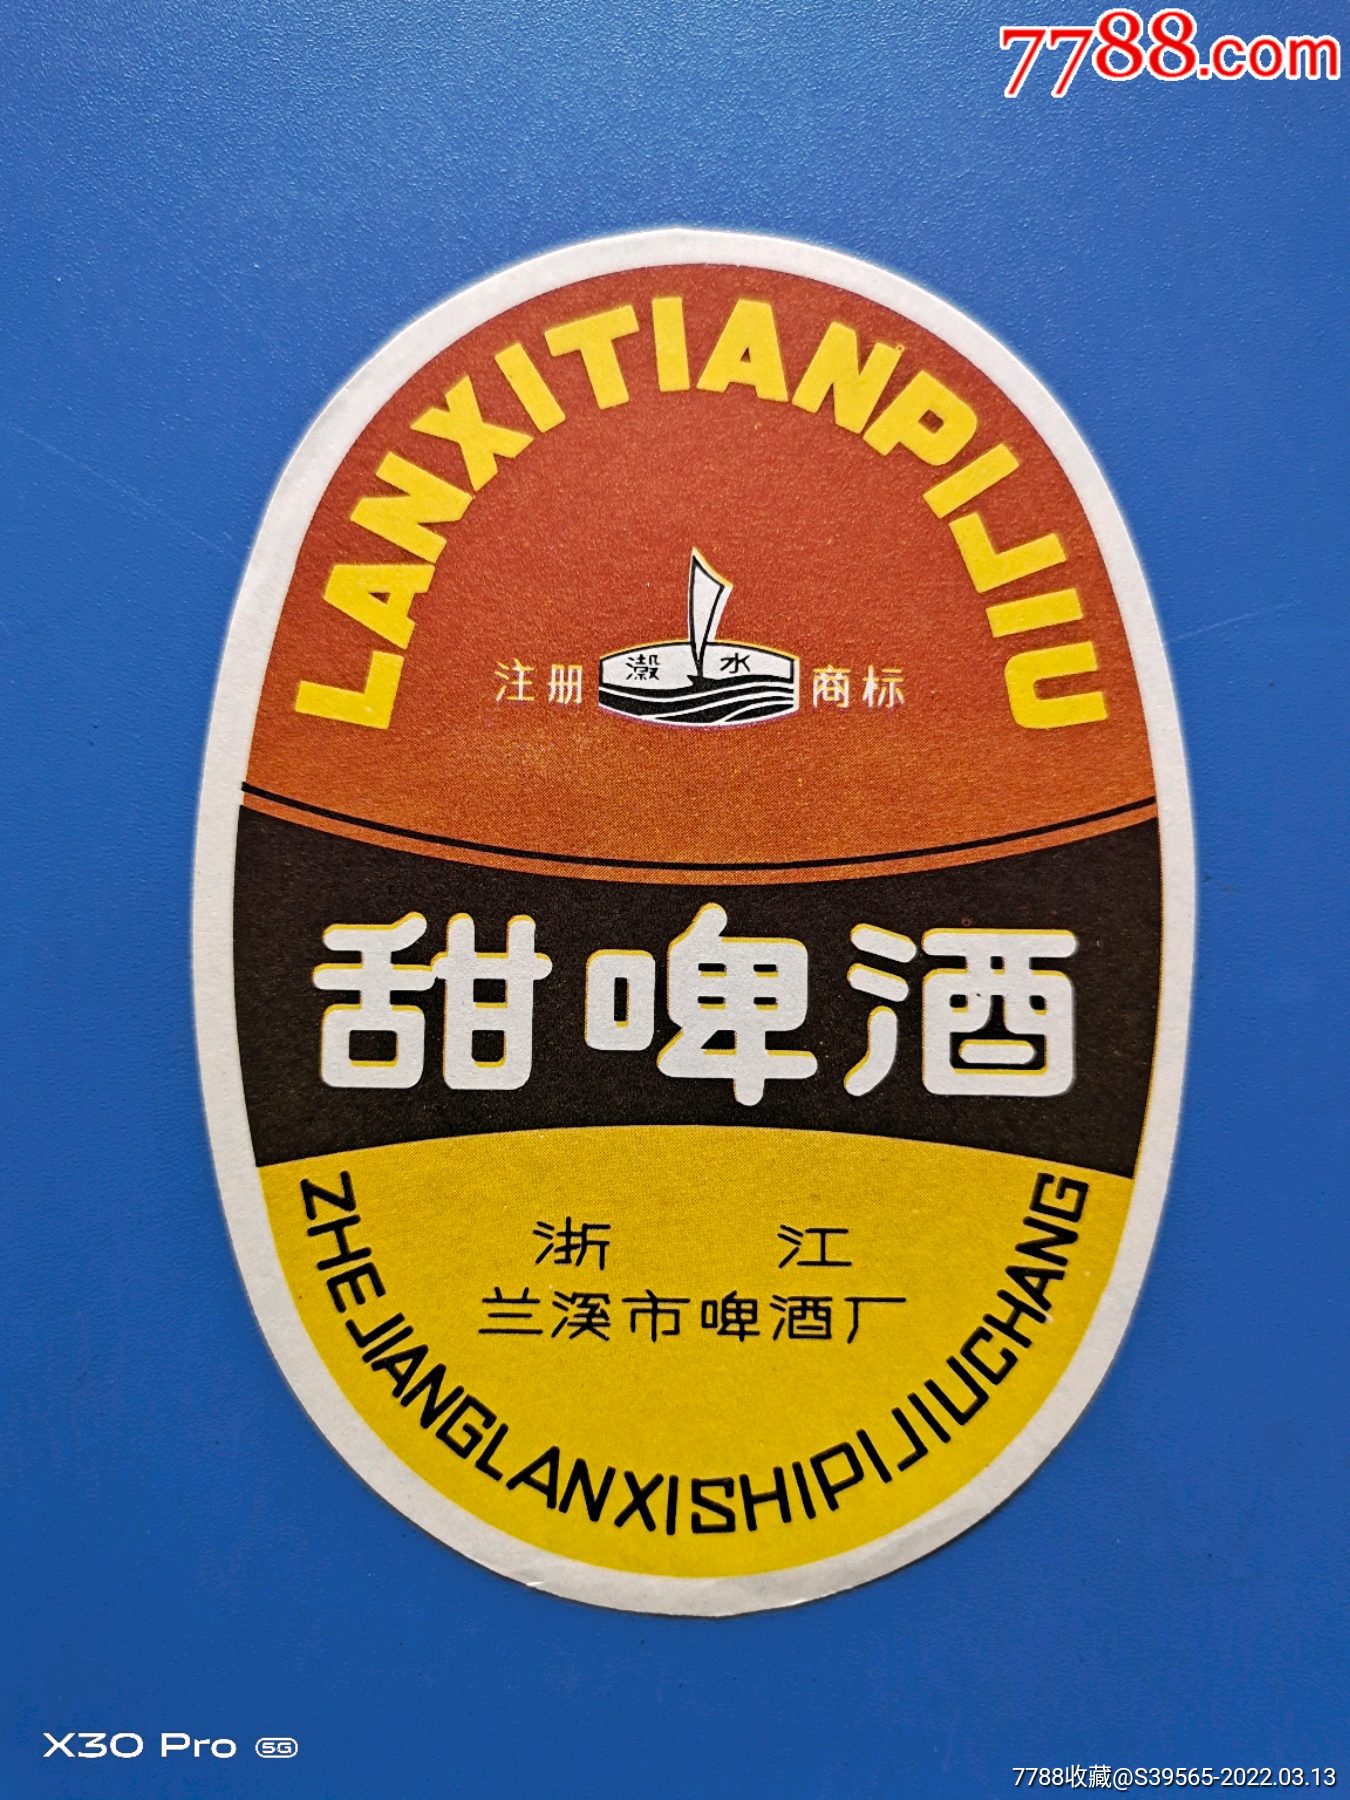 7788.com
LANXITIANPIJIU
注册 瀫水 商标
甜啤酒
浙江
兰溪市啤酒厂
ZHEJIANGLANXISHIPIJIUCHANG
X30 Pro 5G
7788收藏@S39565-2022.03.13